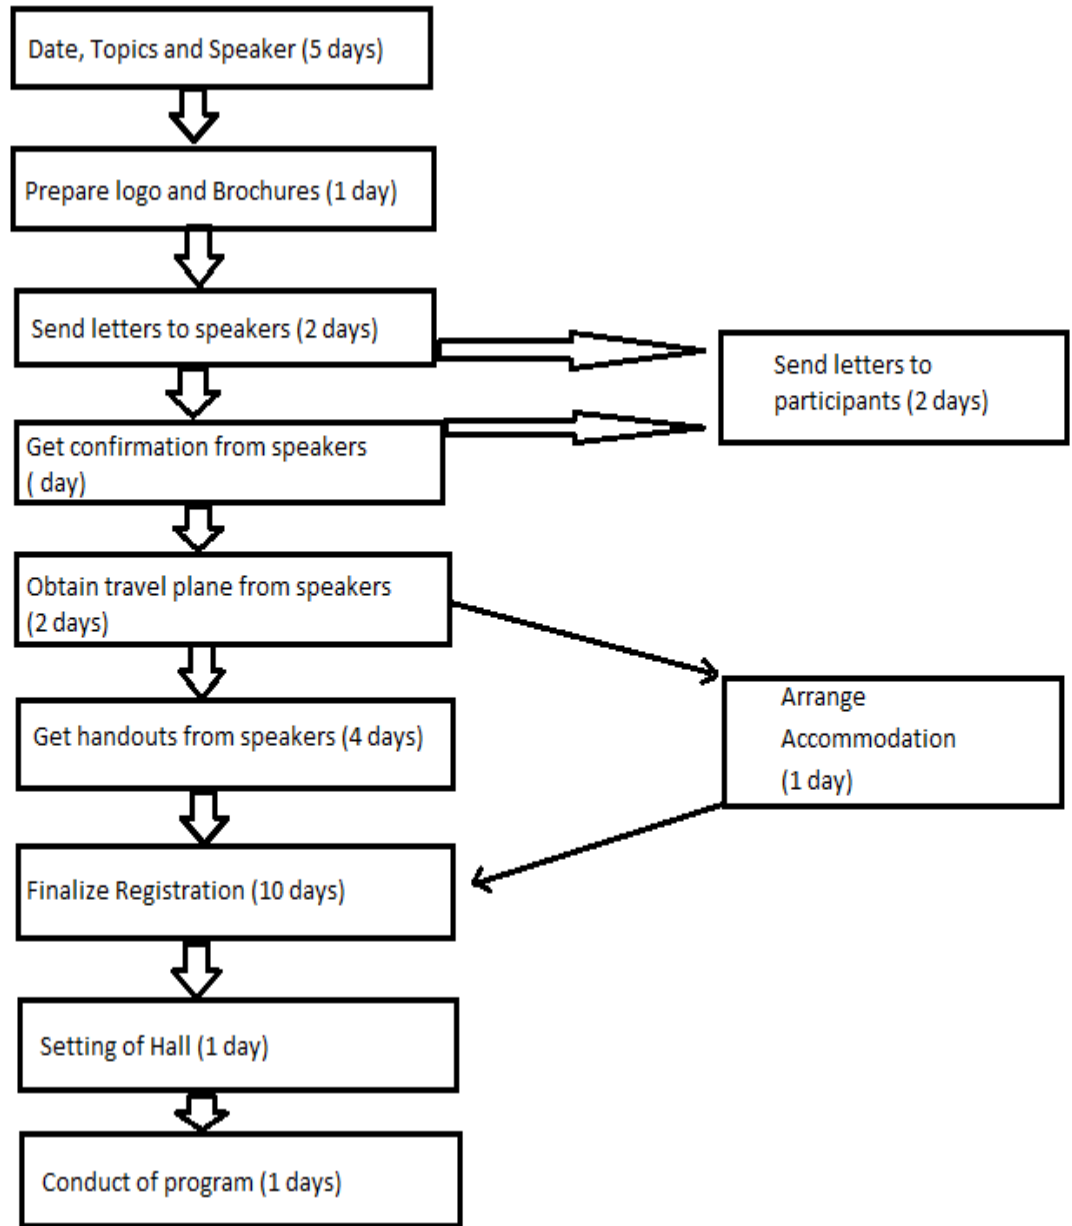 Date, Topics and Speaker (5 days)
Prepare logo and Brochures (1 day)
Send letters to speakers (2 days)
Send letters to
participants (2 days)
Get confirmation from speakers
( day)
Obtain travel plane from speakers
(2 days)
Arrange
Accommodation
(1 day)
Get handouts from speakers (4 days)
Finalize Registration (10 days)
Setting of Hall (1 day)
Conduct of program (1 days)